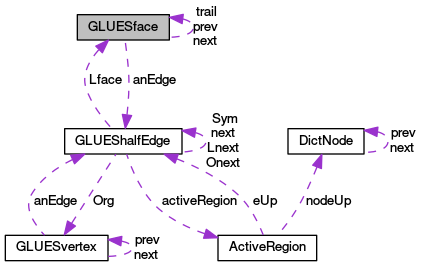 GLUESface
trail
prev
next
Lface
anEdge
Sym
next
Lnext
Onext
GLUEShalfEdge
DictNode
prev
next
anEdge
Org
activeRegion
eUp
nodeUp
GLUESvertex
prev
next
ActiveRegion